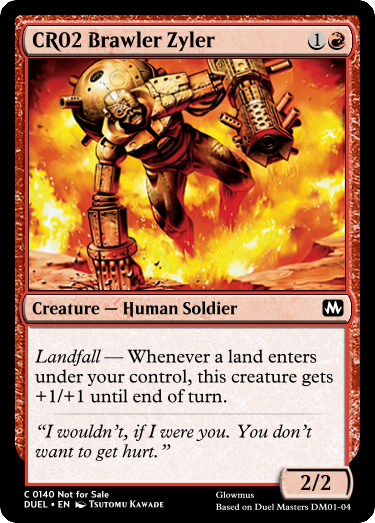 CR02 Brawler Zyler 1
Creature — Human Soldier
Landfall — Whenever a land enters
under your control, this creature gets
+1/+1 until end of turn.
“I wouldn’t, if I were you. You don’t
want to get hurt.”
2/2
C 0140 Not for Sale
DUEL • EN Tsutomu Kawade
Glowmus
Based on Duel Masters DM01-04